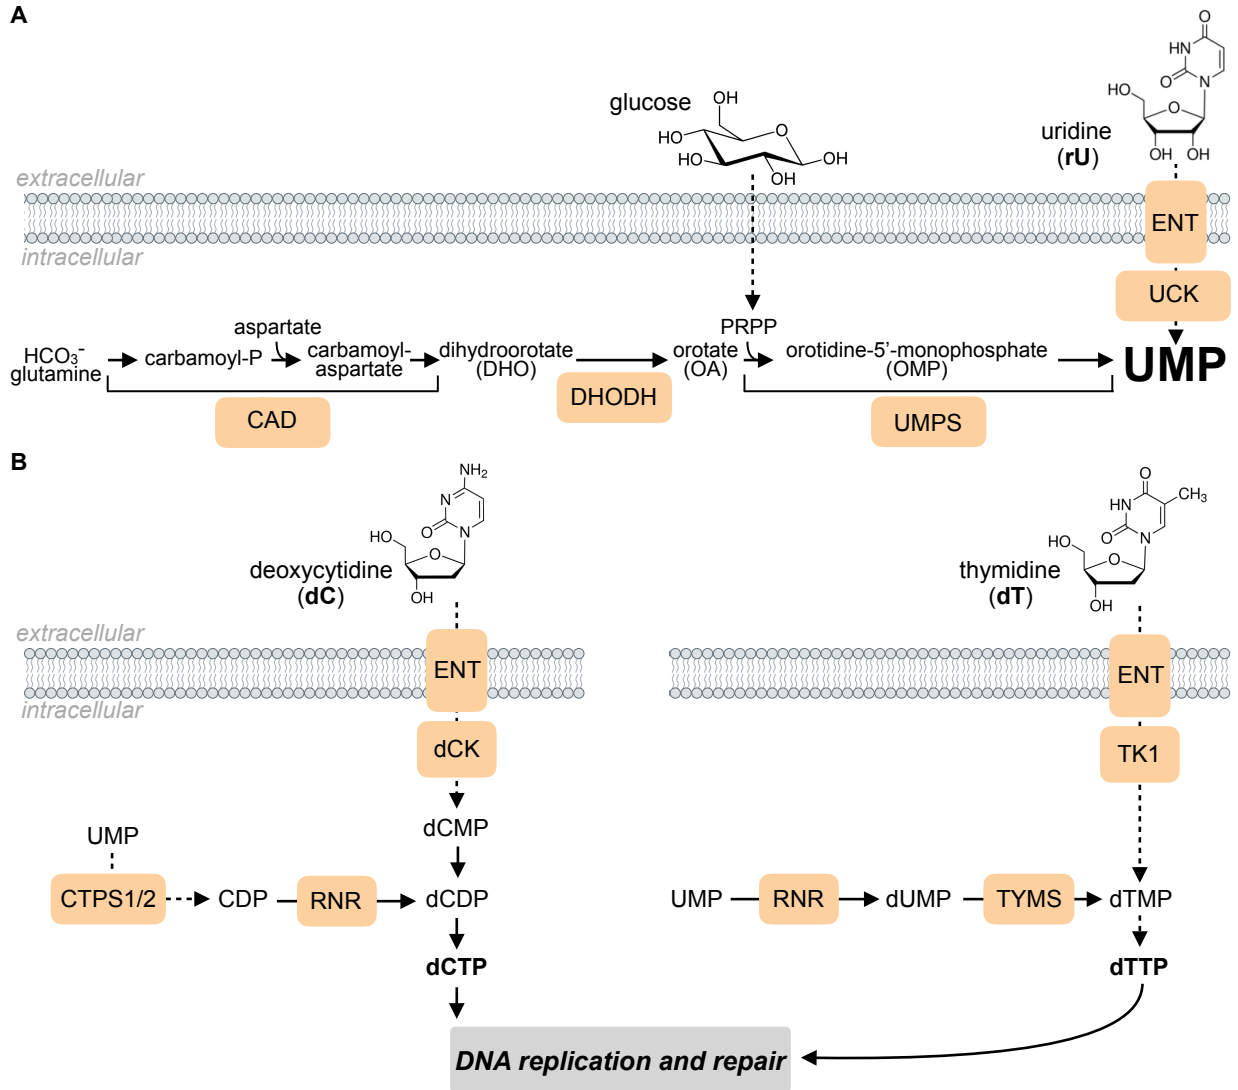 A
glucose
OH
HO
HO
O
OH
OH
O
HN
O
N
HO
O
OH
OH
uridine
(rU)
extracellular
intracellular
ENT
UCK
HCO₃⁻
glutamine
carbamoyl-P
aspartate
carbamoyl-
aspartate
dihydroorotate
(DHO)
orotate
(OA)
PRPP
orotidine-5’-monophosphate
(OMP)
UMP
CAD
DHODH
UMPS
B
NH₂
N
O
N
HO
O
OH
deoxycytidine
(dC)
O
HN
CH₃
O
N
HO
O
OH
thymidine
(dT)
extracellular
intracellular
ENT
ENT
dCK
TK1
UMP
dCMP
CTPS1/2
CDP
RNR
dCDP
UMP
RNR
dUMP
TYMS
dTMP
dCTP
dTTP
DNA replication and repair